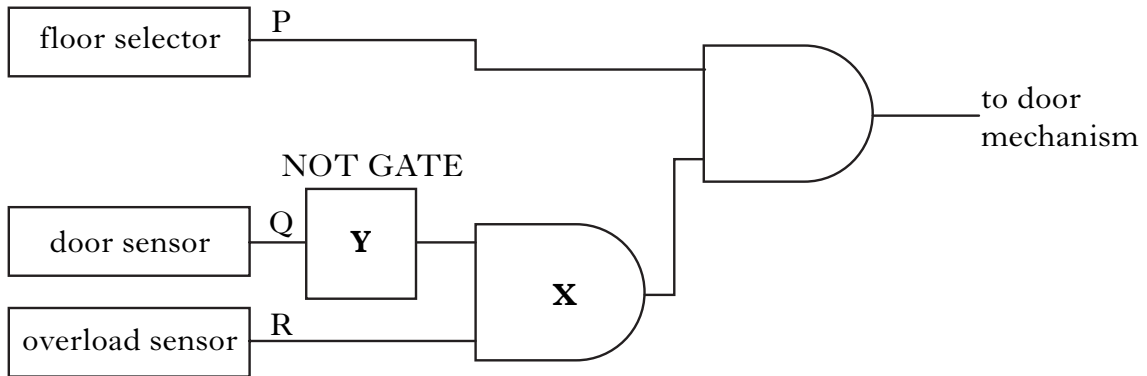 floor selector
P
to door
mechanism
NOT GATE
door sensor
Q
Y
X
overload sensor
R